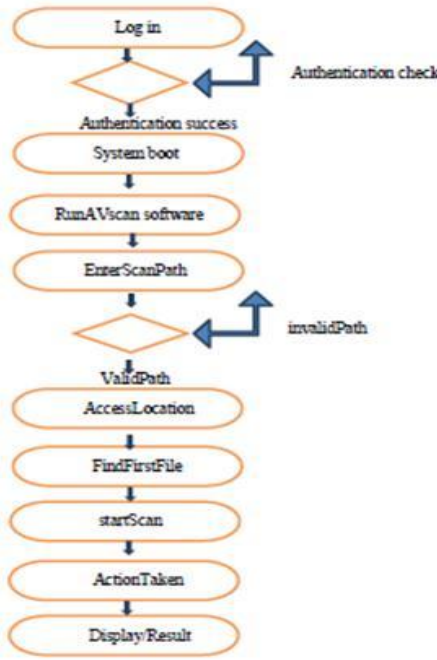 Log in
Authentication check
Authentication success
System boot
RunAVscan software
EnterScanPath
invalidPath
ValidPath
AccessLocation
FindFirstFile
startScan
ActionTaken
Display/Result